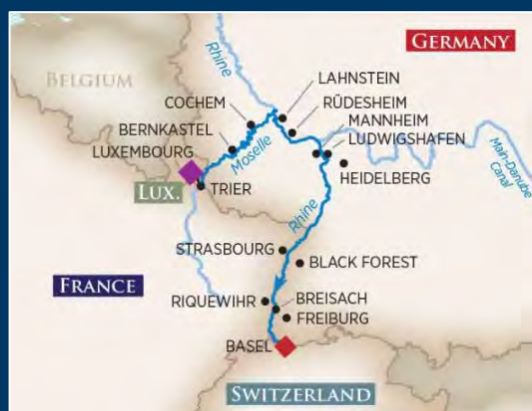 GERMANY
Rhine
BELGIUM
LAHNSTEIN
COCHEM
RÜDESHEIM
MANNHEIM
BERNKASTEL
LUDWIGSHAFEN
LUXEMBOURG
Moselle
HEIDELBERG
Main-Danube
Canal
TRIER
LUX.
Rhine
STRASBOURG
BLACK FOREST
FRANCE
RIQUEWIHR
BREISACH
FREIBURG
BASEL
SWITZERLAND